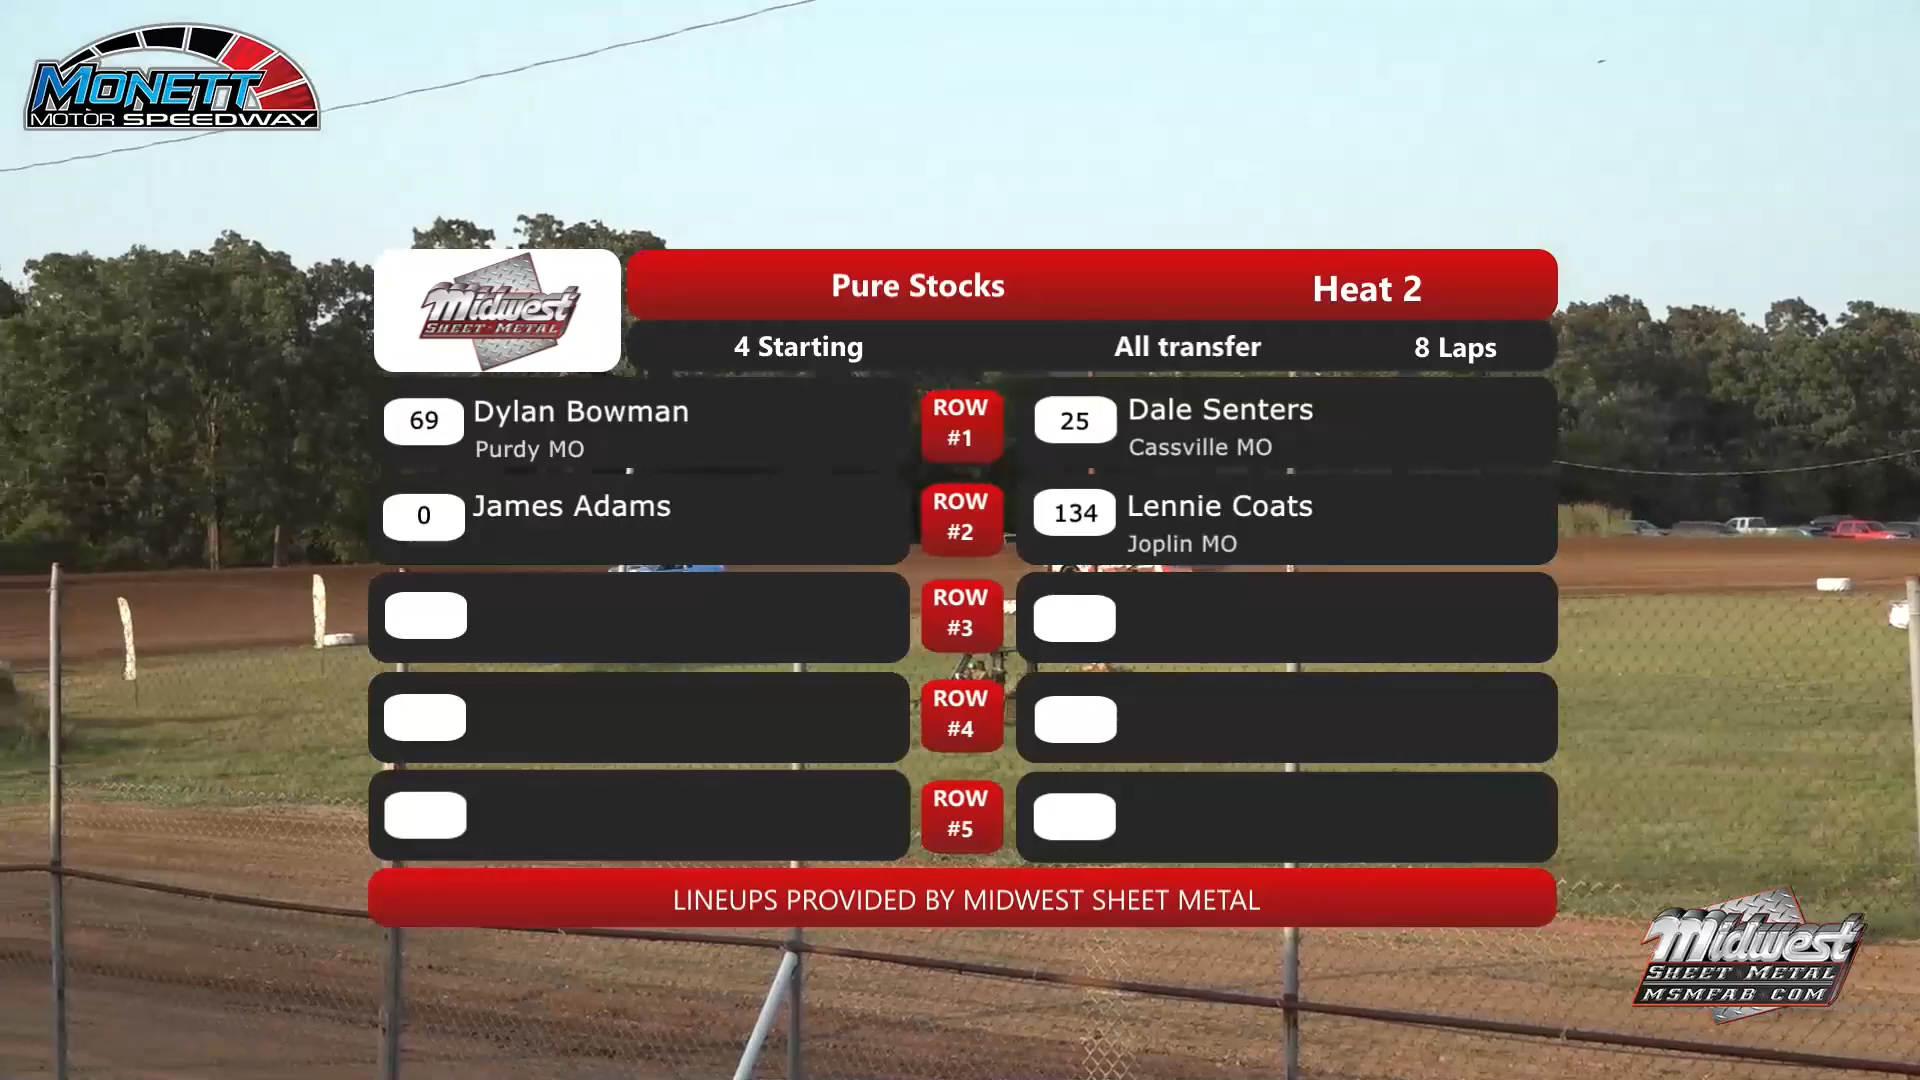 MONETT
MOTOR SPEEDWAY
Midwest
SHEET METAL
Pure Stocks
Heat 2
4 Starting
All transfer
8 Laps
69
Dylan Bowman
Purdy MO
ROW
#1
25
Dale Senters
Cassville MO
0
James Adams
ROW
#2
134
Lennie Coats
Joplin MO
ROW
#3
ROW
#4
ROW
#5
LINEUPS PROVIDED BY MIDWEST SHEET METAL
Midwest
SHEET METAL
MSMFAB.COM